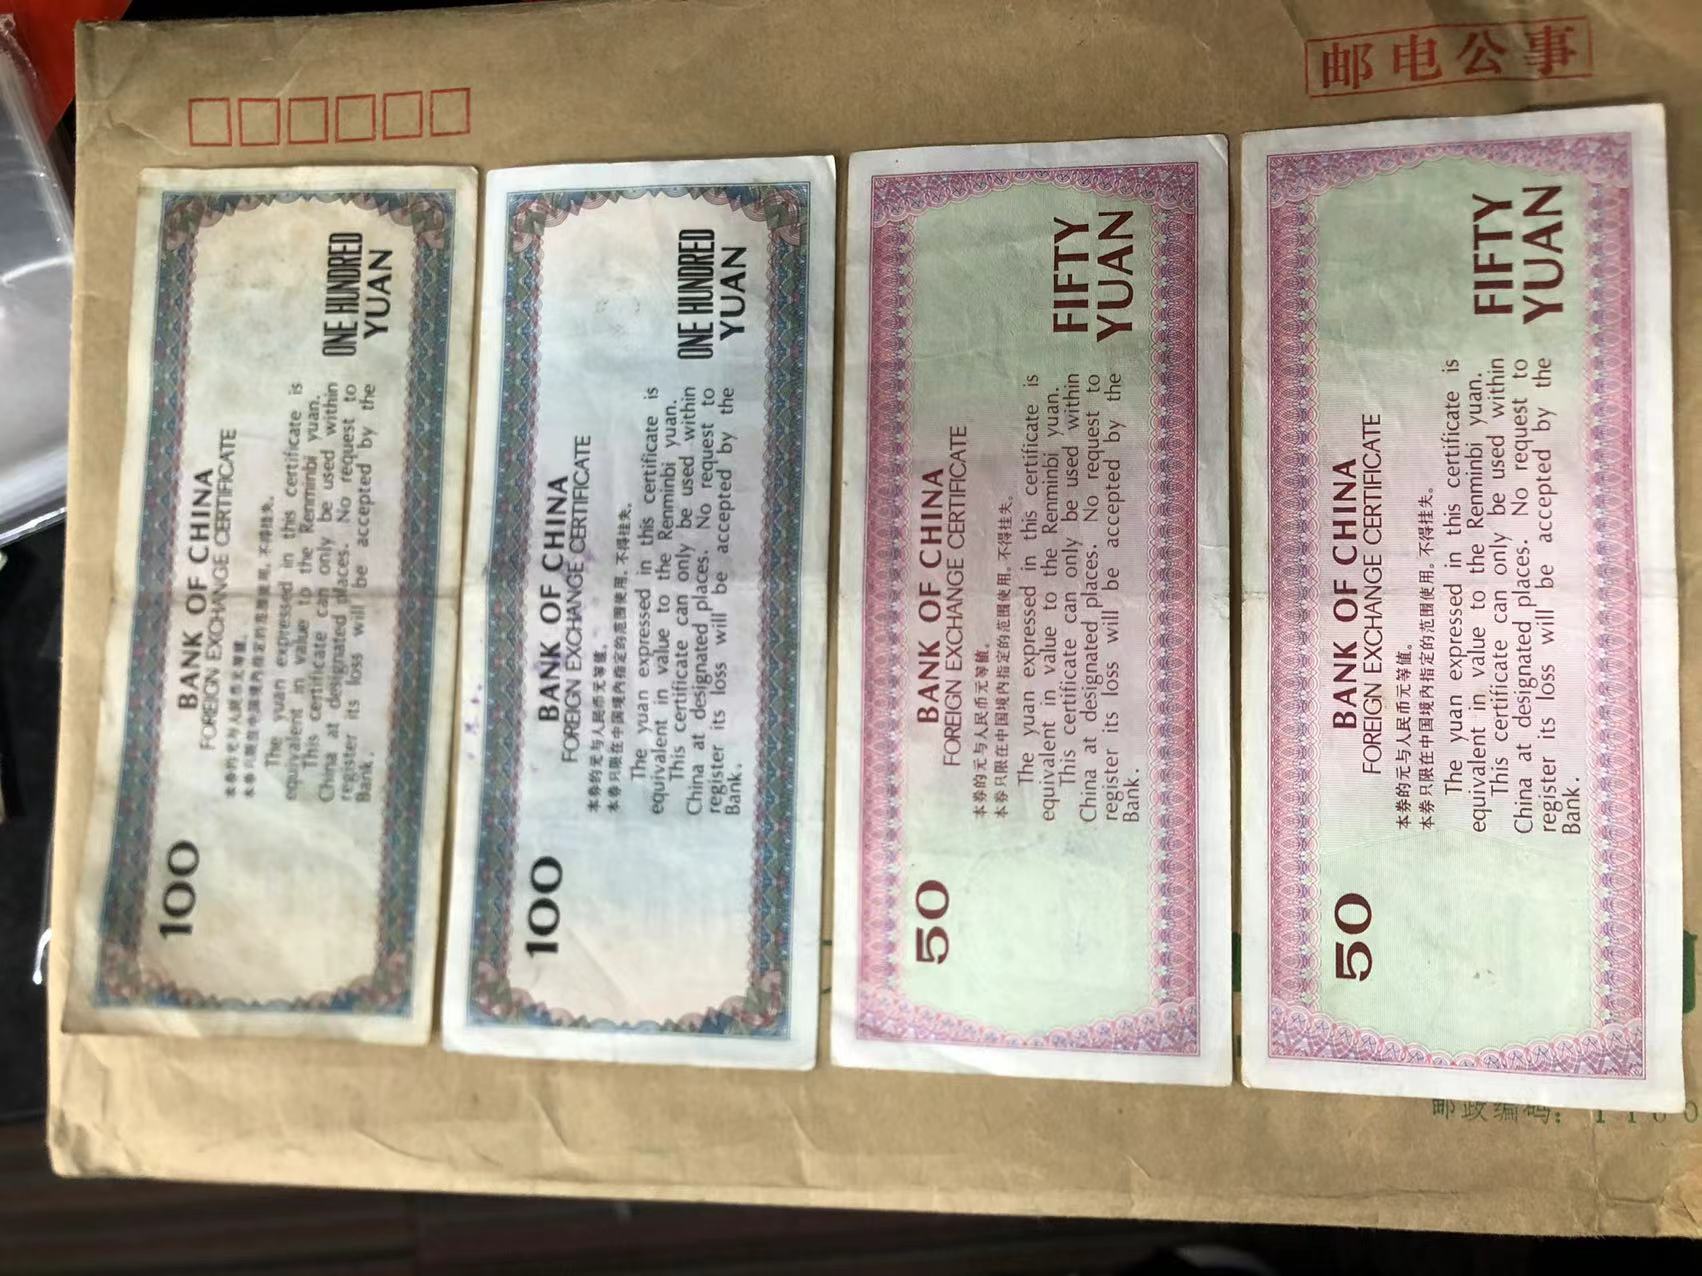 邮电公事
100
BANK OF CHINA
FOREIGN EXCHANGE CERTIFICATE
本券的元与人民币元等值。
本券只限在中国境内指定的范围使用。不得挂失。
The yuan expressed in this certificate is
equivalent in value to the Renminbi yuan.
This certificate can only be used within
China at designated places. No request to
register its loss will be accepted by the
Bank.
ONE HUNDRED
YUAN
100
BANK OF CHINA
FOREIGN EXCHANGE CERTIFICATE
本券的元与人民币元等值。
本券只限在中国境内指定的范围使用。不得挂失。
The yuan expressed in this certificate is
equivalent in value to the Renminbi yuan.
This certificate can only be used within
China at designated places. No request to
register its loss will be accepted by the
Bank.
ONE HUNDRED
YUAN
50
BANK OF CHINA
FOREIGN EXCHANGE CERTIFICATE
本券的元与人民币元等值。
本券只限在中国境内指定的范围使用。不得挂失。
The yuan expressed in this certificate is
equivalent in value to the Renminbi yuan.
This certificate can only be used within
China at designated places. No request to
register its loss will be accepted by the
Bank.
FIFTY
YUAN
50
BANK OF CHINA
FOREIGN EXCHANGE CERTIFICATE
本券的元与人民币元等值。
本券只限在中国境内指定的范围使用。不得挂失。
The yuan expressed in this certificate is
equivalent in value to the Renminbi yuan.
This certificate can only be used within
China at designated places. No request to
register its loss will be accepted by the
Bank.
FIFTY
YUAN
邮政编码: